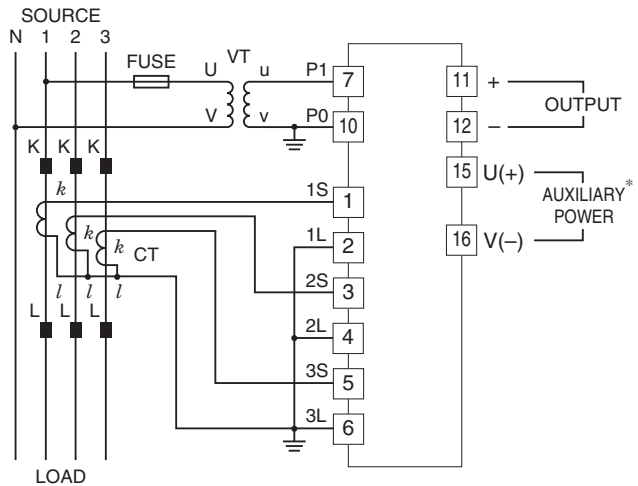 SOURCE
N 1 2 3
FUSE
U VT u P1 7
V v P0 10
K K K
k 1S 1
k 1L 2
k CT
l l l 2S 3
L L L
2L 4
3S 5
3L 6
LOAD
11 +
OUTPUT
12 −
15 U(+)
AUXILIARY*
POWER
16 V(−)